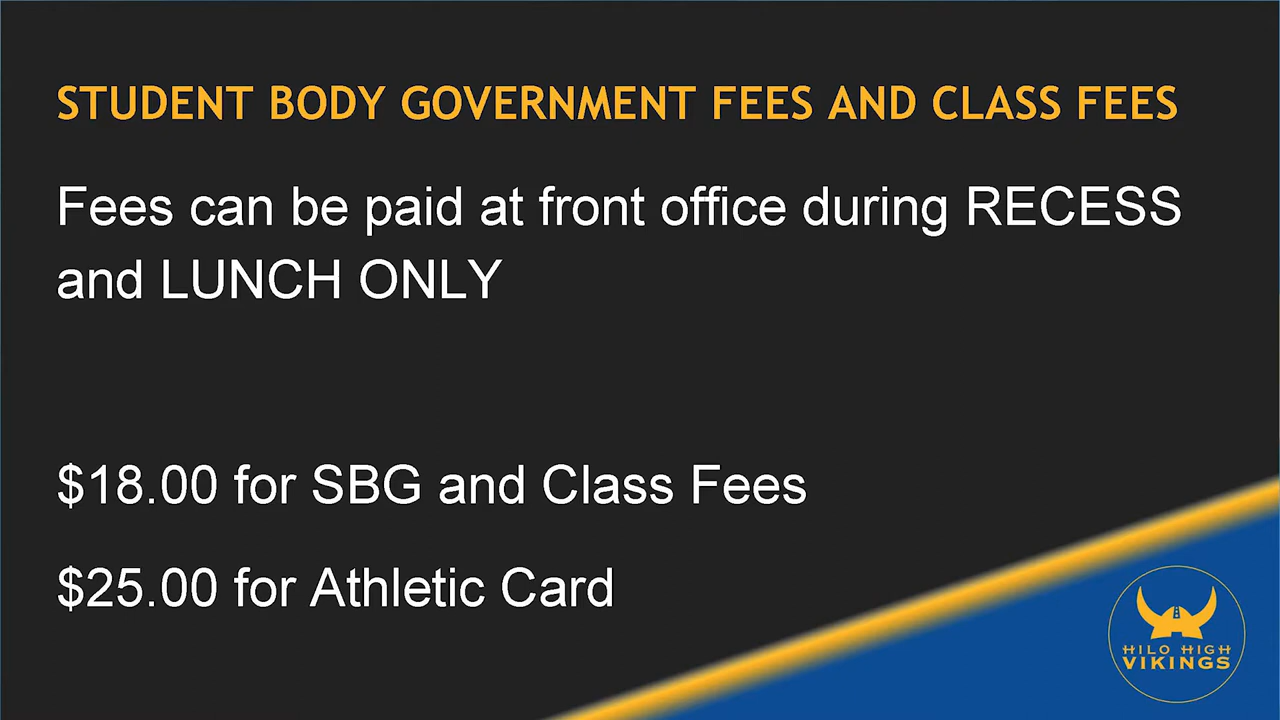 STUDENT BODY GOVERNMENT FEES AND CLASS FEES
Fees can be paid at front office during RECESS
and LUNCH ONLY
$18.00 for SBG and Class Fees
$25.00 for Athletic Card
HILO HIGH
VIKINGS